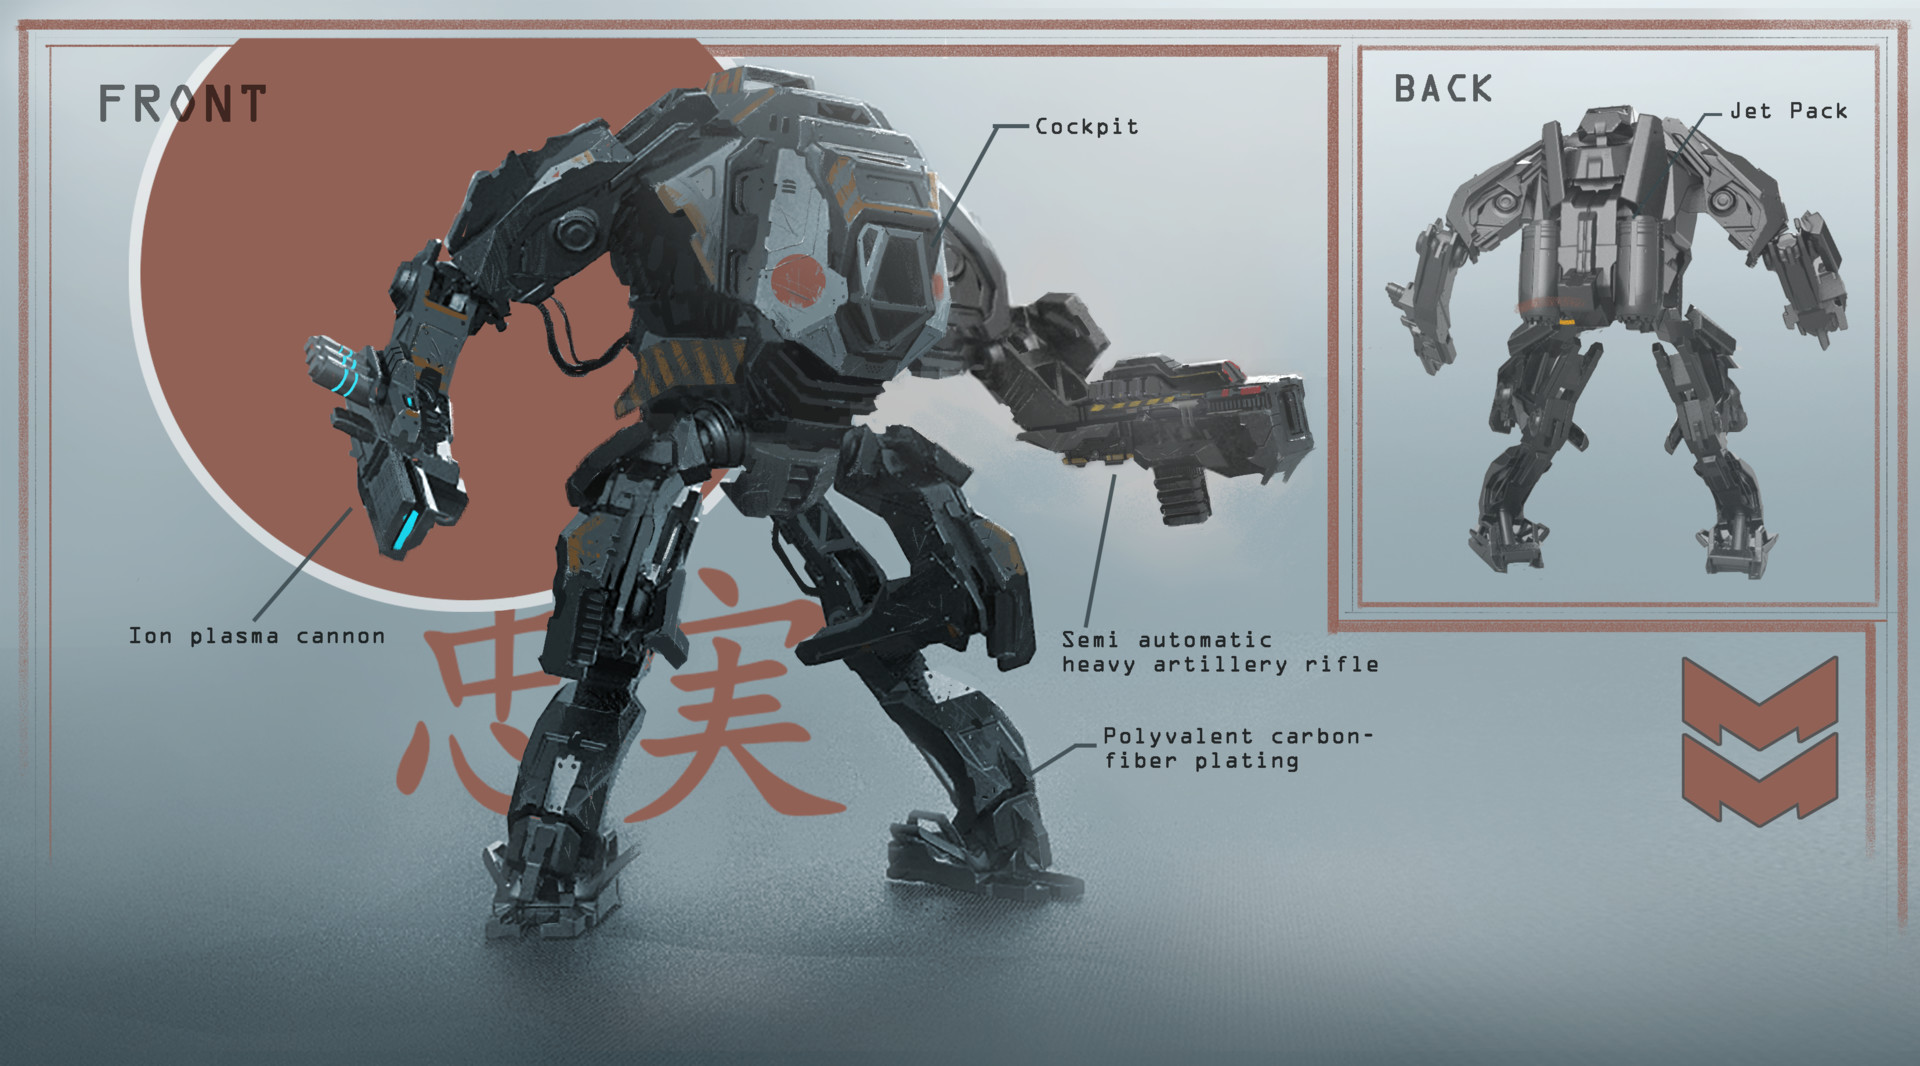 FRONT
BACK
Jet Pack
Cockpit
Ion plasma cannon
Semi automatic
heavy artillery rifle
忠実
Polyvalent carbon-
fiber plating